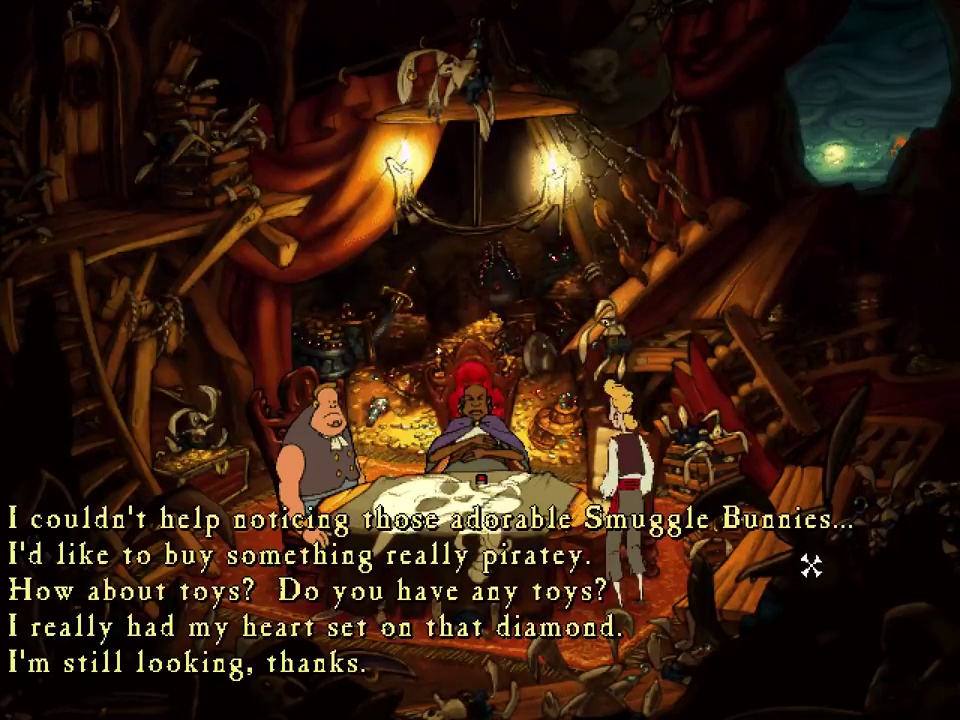 I couldn't help noticing those adorable Smuggle Bunnies...
I'd like to buy something really piratey.
How about toys?  Do you have any toys?
I really had my heart set on that diamond.
I'm still looking, thanks.